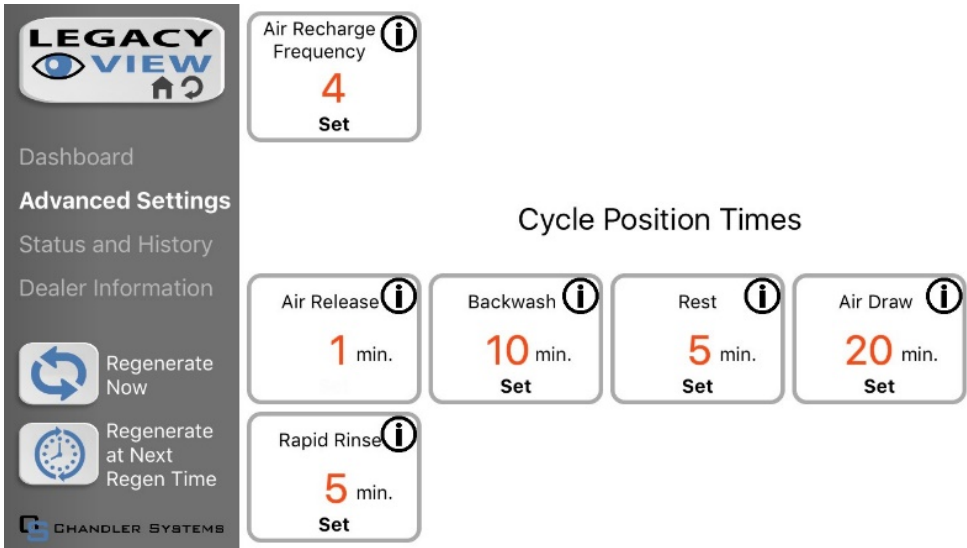 LEGACY
VIEW
Dashboard
Advanced Settings
Status and History
Dealer Information
Regenerate
Now
Regenerate
at Next
Regen Time
CS CHANDLER SYSTEMS
Air Recharge
Frequency
4
Set
Cycle Position Times
Air Release
1 min.
Backwash
10 min.
Set
Rest
5 min.
Set
Air Draw
20 min.
Set
Rapid Rinse
5 min.
Set